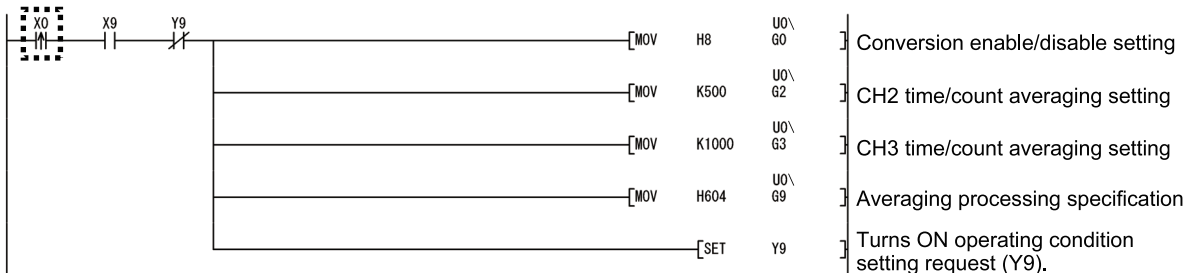 X0 X9 Y9
U0\
MOV H8 G0 Conversion enable/disable setting
U0\
MOV K500 G2 CH2 time/count averaging setting
U0\
MOV K1000 G3 CH3 time/count averaging setting
U0\
MOV H604 G9 Averaging processing specification
SET Y9 Turns ON operating condition
setting request (Y9).